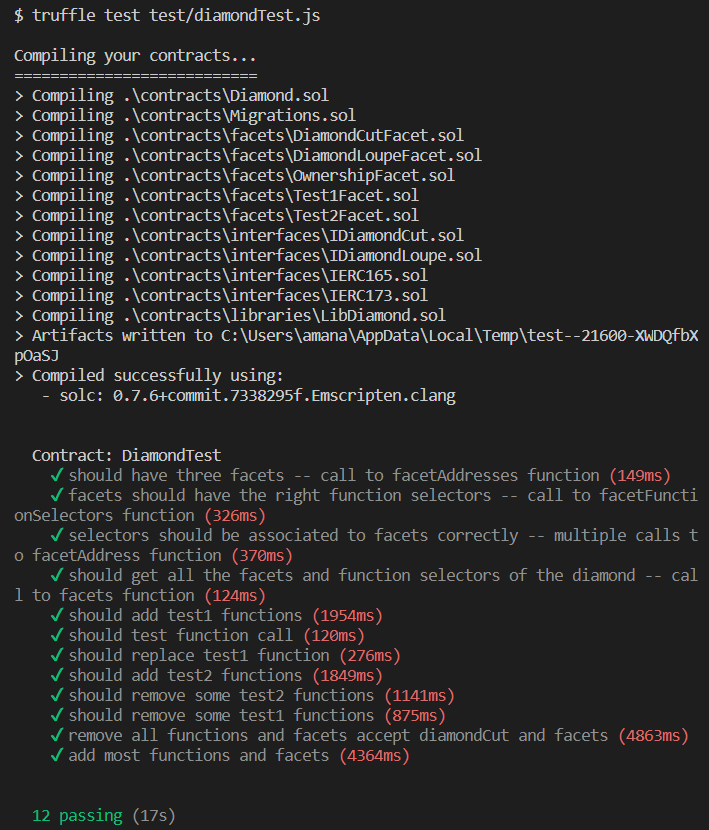 $ truffle test test/diamondTest.js
Compiling your contracts...
===========================
> Compiling .\contracts\Diamond.sol
> Compiling .\contracts\Migrations.sol
> Compiling .\contracts\facets\DiamondCutFacet.sol
> Compiling .\contracts\facets\DiamondLoupeFacet.sol
> Compiling .\contracts\facets\OwnershipFacet.sol
> Compiling .\contracts\facets\Test1Facet.sol
> Compiling .\contracts\facets\Test2Facet.sol
> Compiling .\contracts\interfaces\IDiamondCut.sol
> Compiling .\contracts\interfaces\IDiamondLoupe.sol
> Compiling .\contracts\interfaces\IERC165.sol
> Compiling .\contracts\interfaces\IERC173.sol
> Compiling .\contracts\libraries\LibDiamond.sol
> Artifacts written to C:\Users\amana\AppData\Local\Temp\test--21600-XWDQfbX
pOaSJ
> Compiled successfully using:
   - solc: 0.7.6+commit.7338295f.Emscripten.clang
  Contract: DiamondTest
    ✓ should have three facets -- call to facetAddresses function (149ms)
    ✓ facets should have the right function selectors -- call to facetFuncti
onSelectors function (326ms)
    ✓ selectors should be associated to facets correctly -- multiple calls t
o facetAddress function (370ms)
    ✓ should get all the facets and function selectors of the diamond -- cal
l to facets function (124ms)
    ✓ should add test1 functions (1954ms)
    ✓ should test function call (120ms)
    ✓ should replace test1 function (276ms)
    ✓ should add test2 functions (1849ms)
    ✓ should remove some test2 functions (1141ms)
    ✓ should remove some test1 functions (875ms)
    ✓ remove all functions and facets accept diamondCut and facets (4863ms)
    ✓ add most functions and facets (4364ms)
  12 passing (17s)